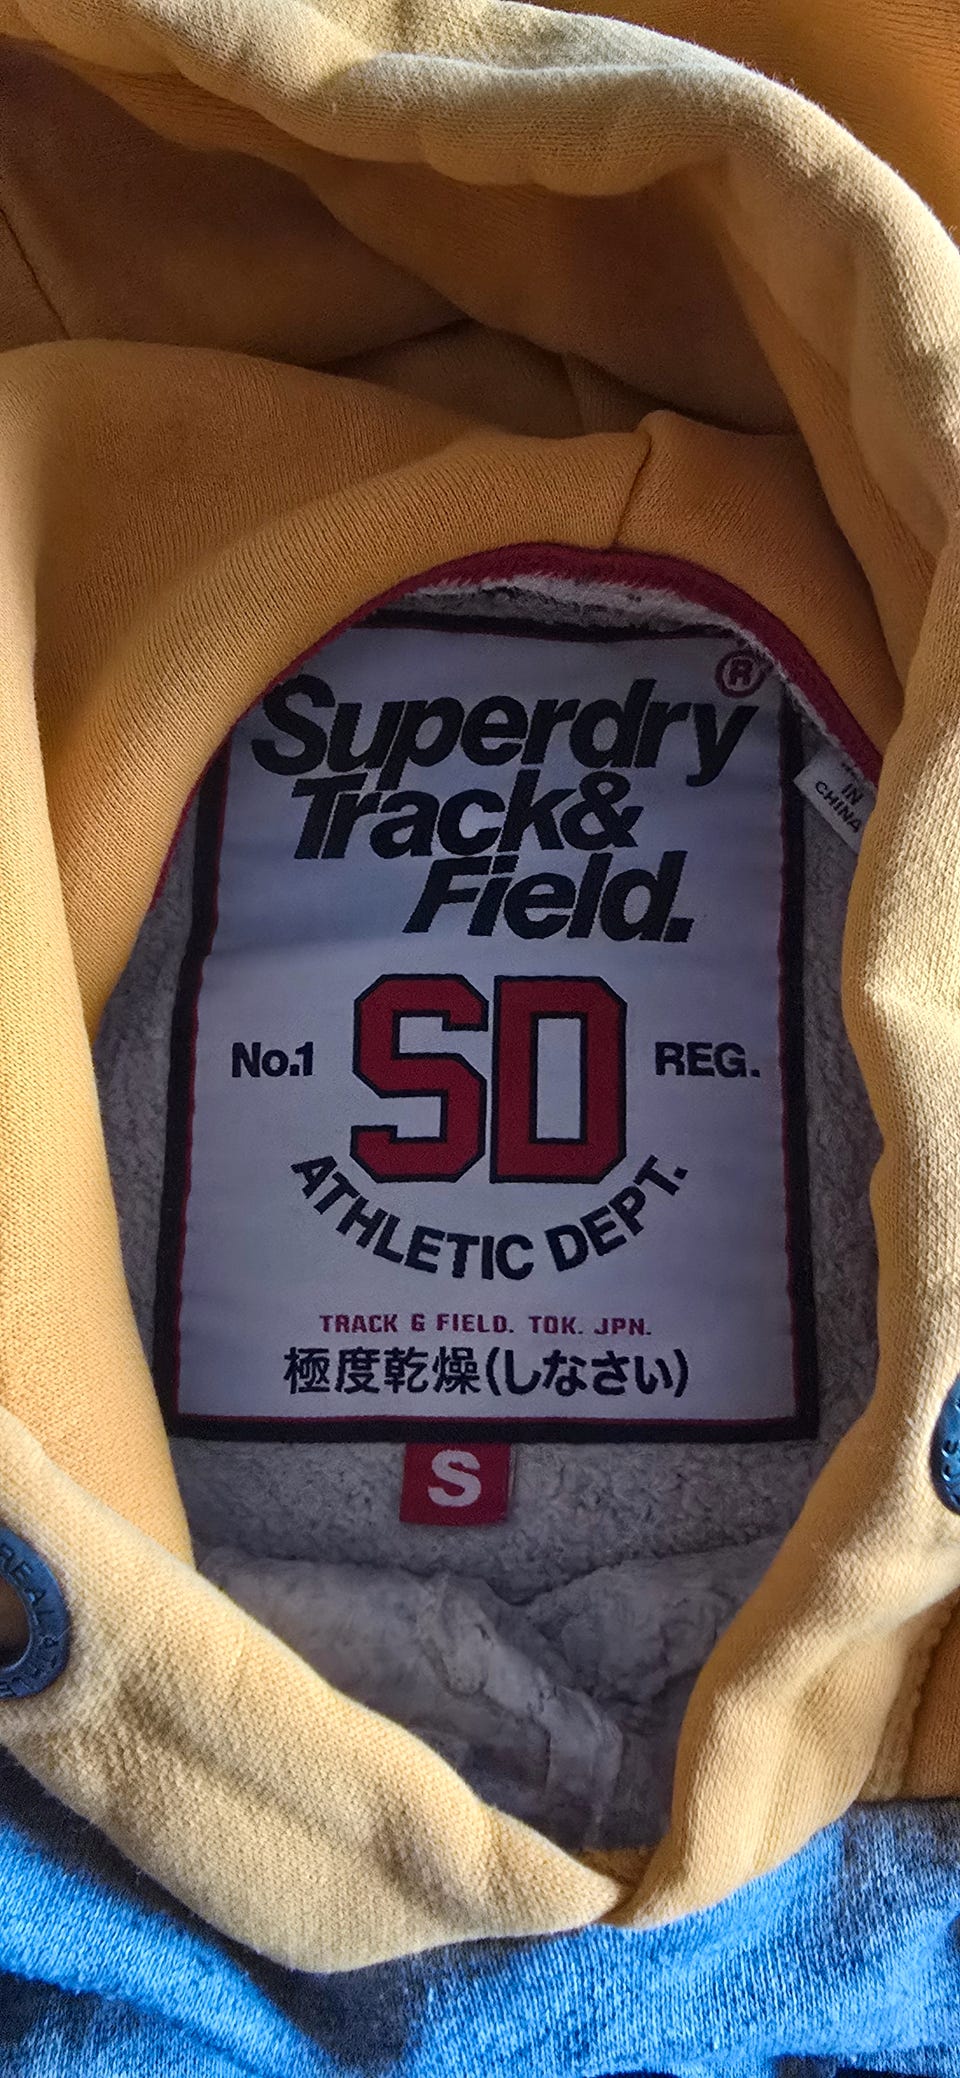 ®
Superdry
Track&
Field.
IN
CHINA
SD
No.1 REG.
ATHLETIC DEPT.
TRACK & FIELD. TOK. JPN.
極度乾燥(しなさい)
S
REAL